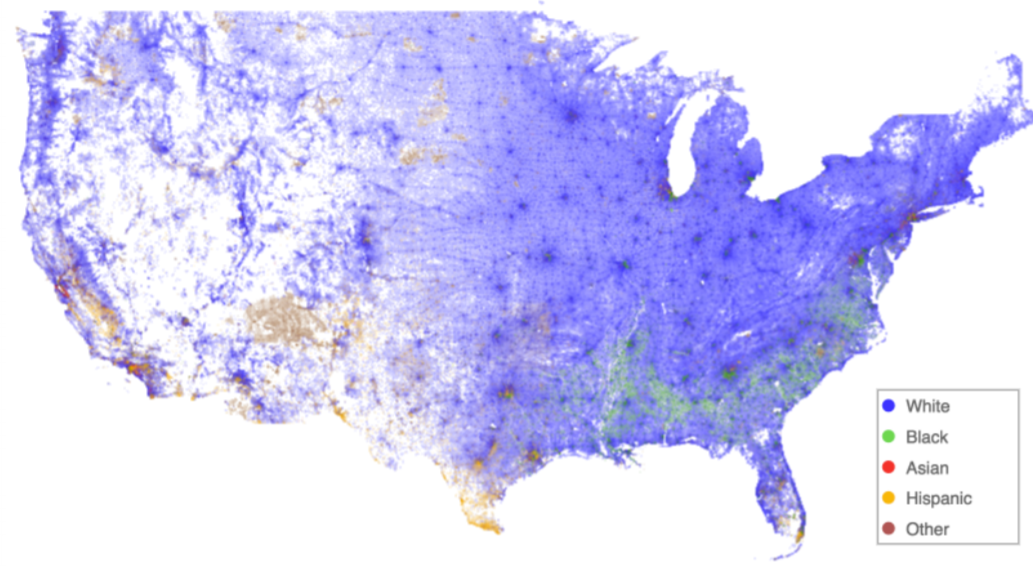 White
Black
Asian
Hispanic
Other